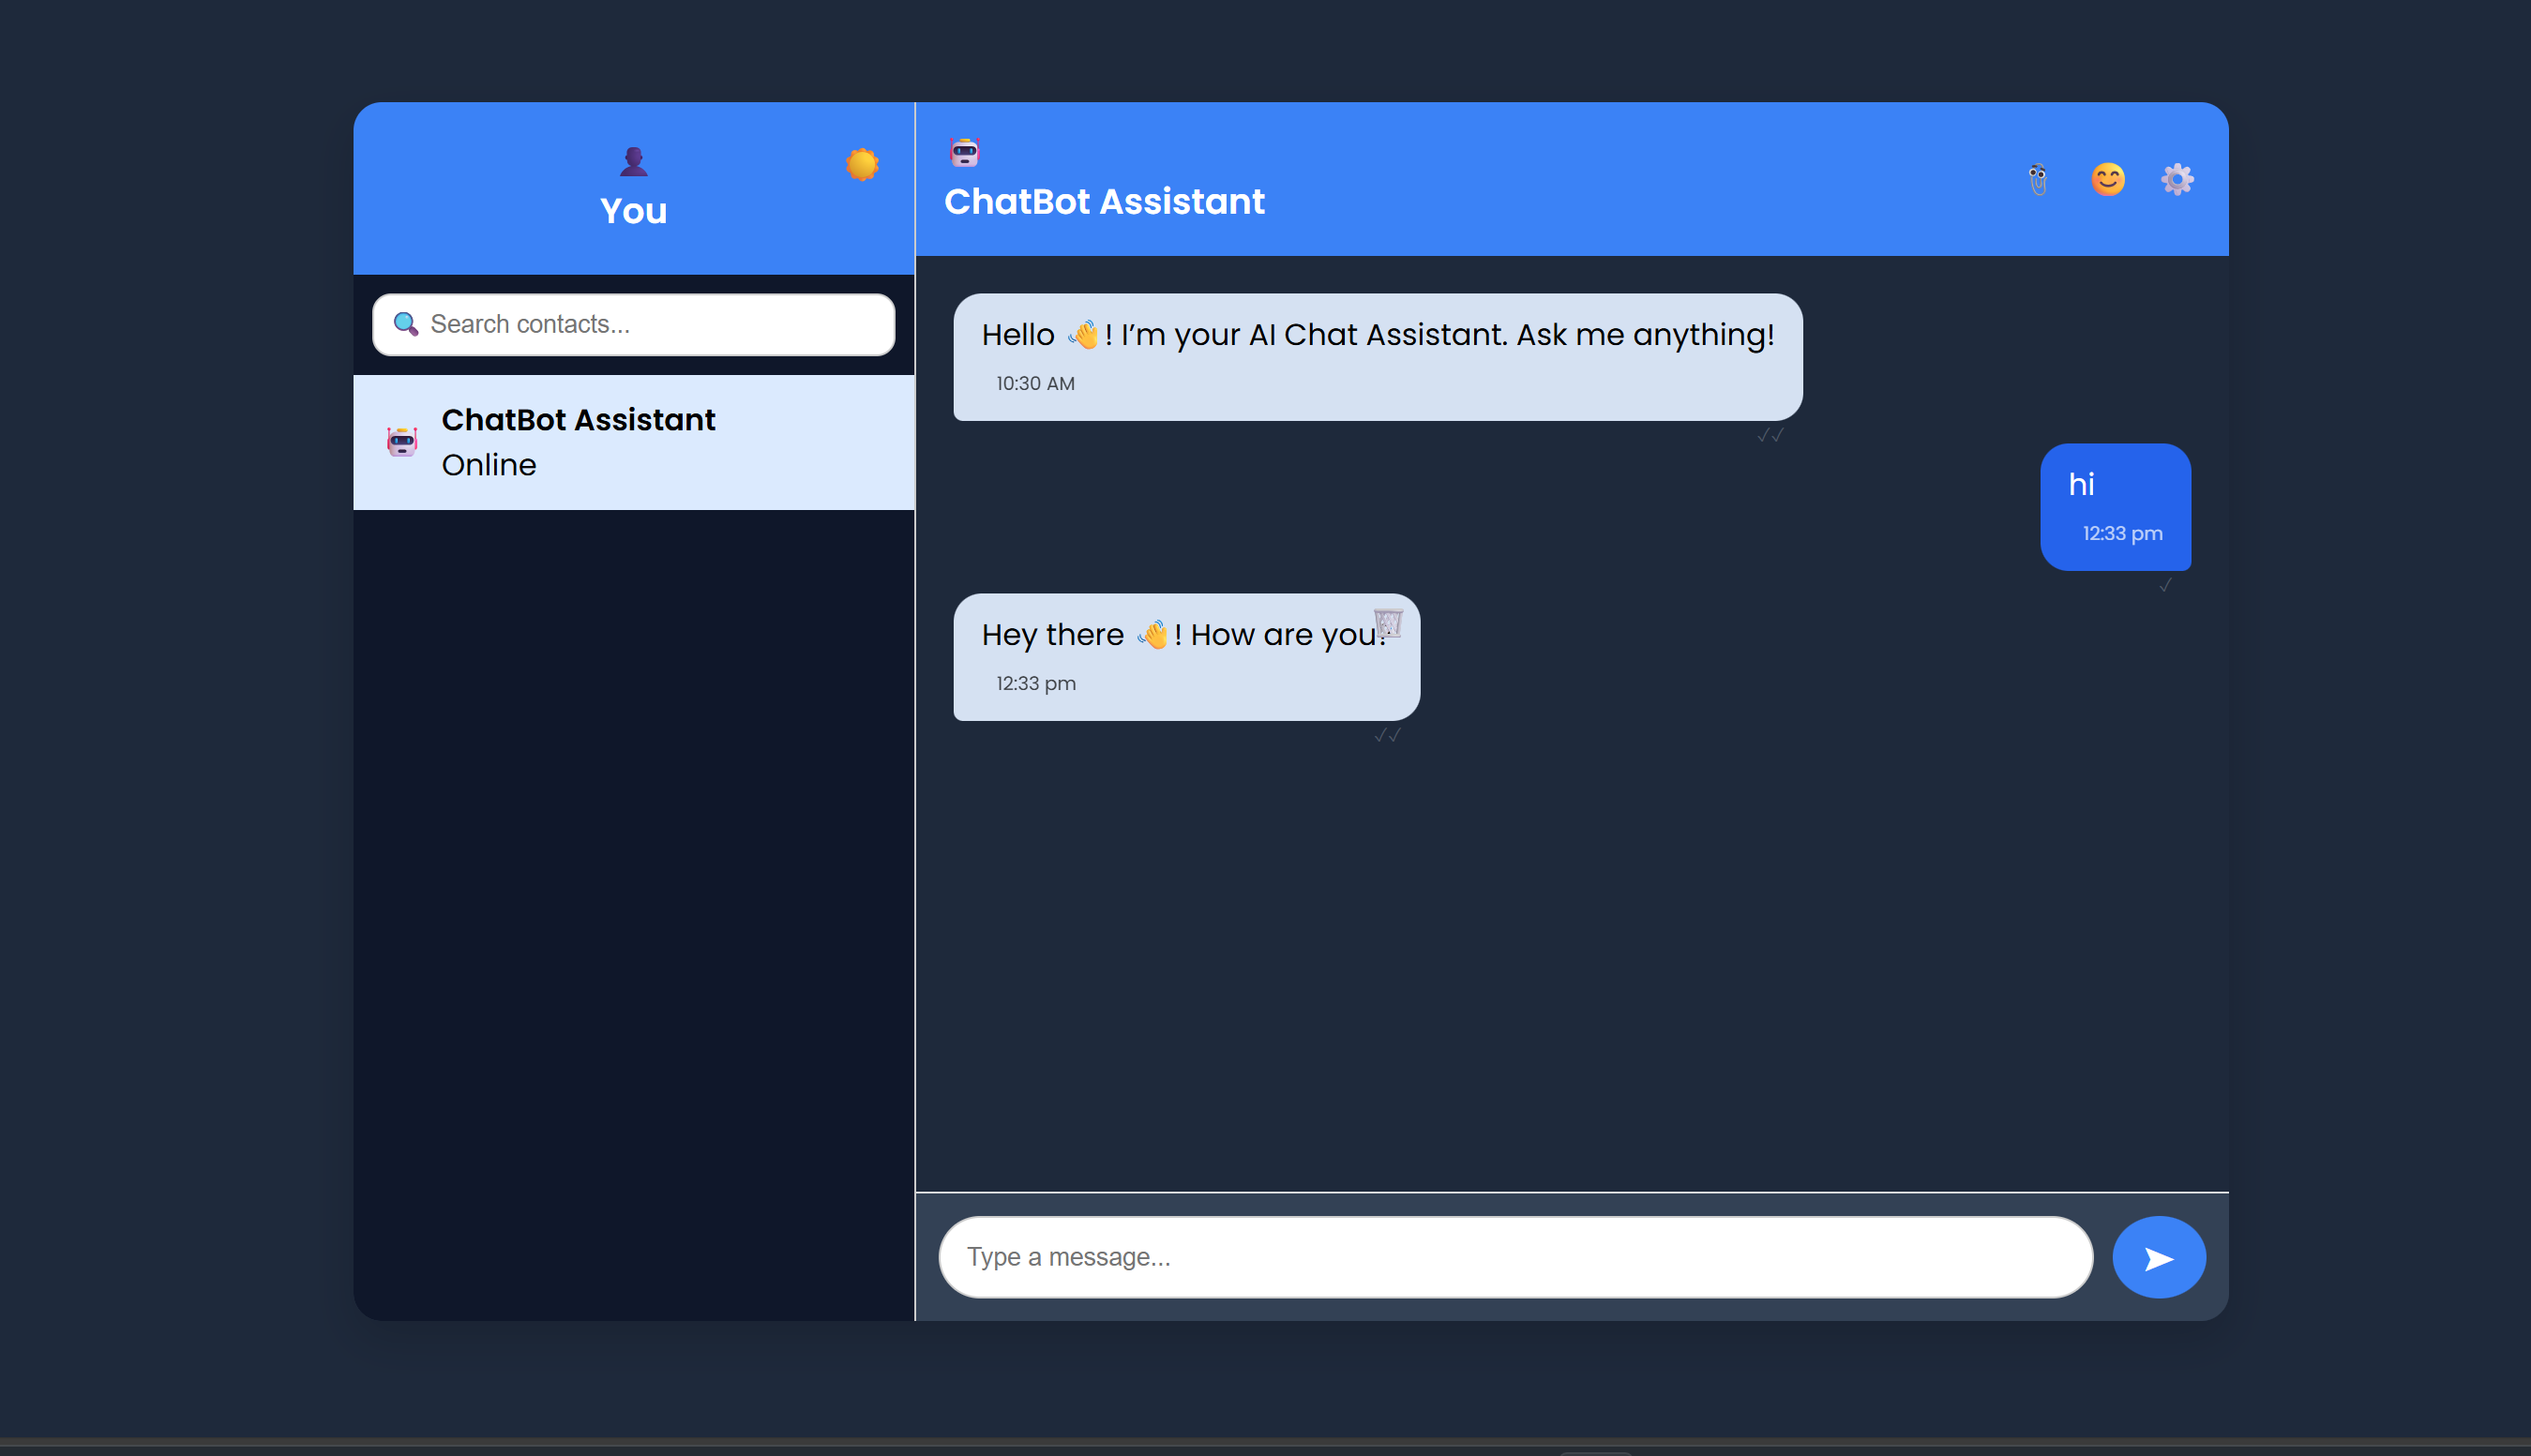 You
ChatBot Assistant
🔍 Search contacts...
ChatBot Assistant
Online
Hello 👋! I’m your AI Chat Assistant. Ask me anything!
10:30 AM
✓✓
hi
12:33 pm
✓
Hey there 👋! How are you?
12:33 pm
✓✓
Type a message...